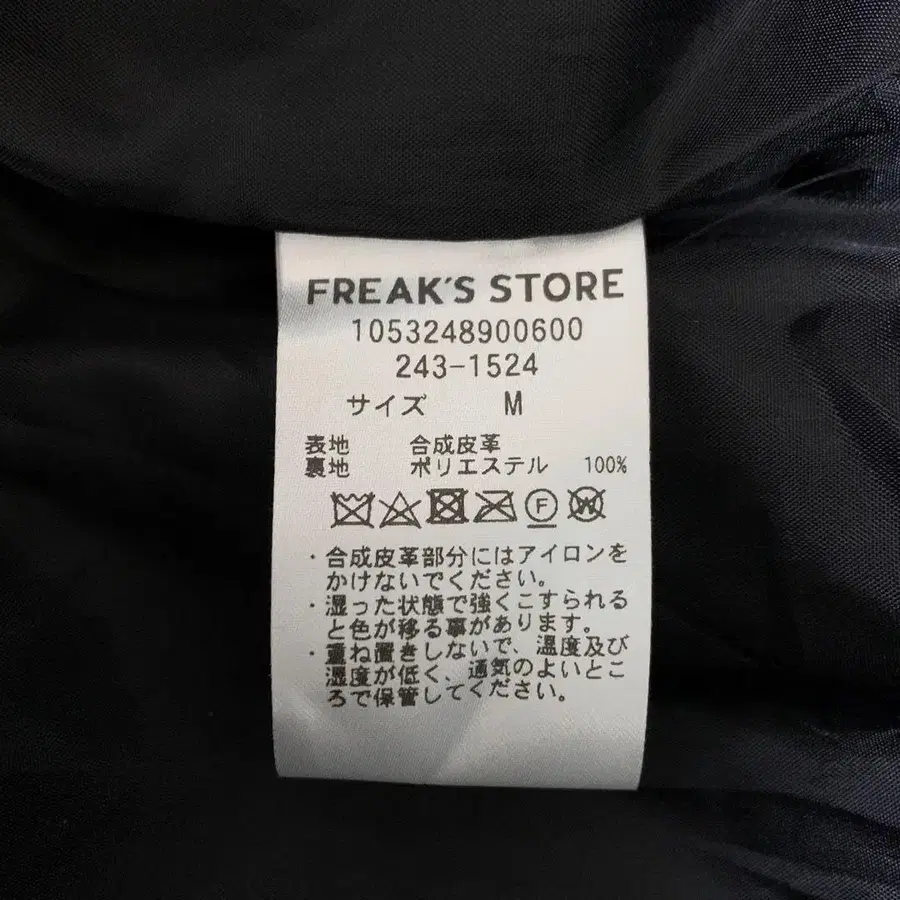 FREAK'S STORE
1053248900600
243-1524
サイズ M
表地 合成皮革
裏地 ポリエステル 100%
F W
・合成皮革部分にはアイロンを
かけないでください。
・湿った状態で強くこすられる
と色が移る事があります。
・重ね置きしないで、温度及び
湿度が低く、通気のよいとこ
ろで保管してください。